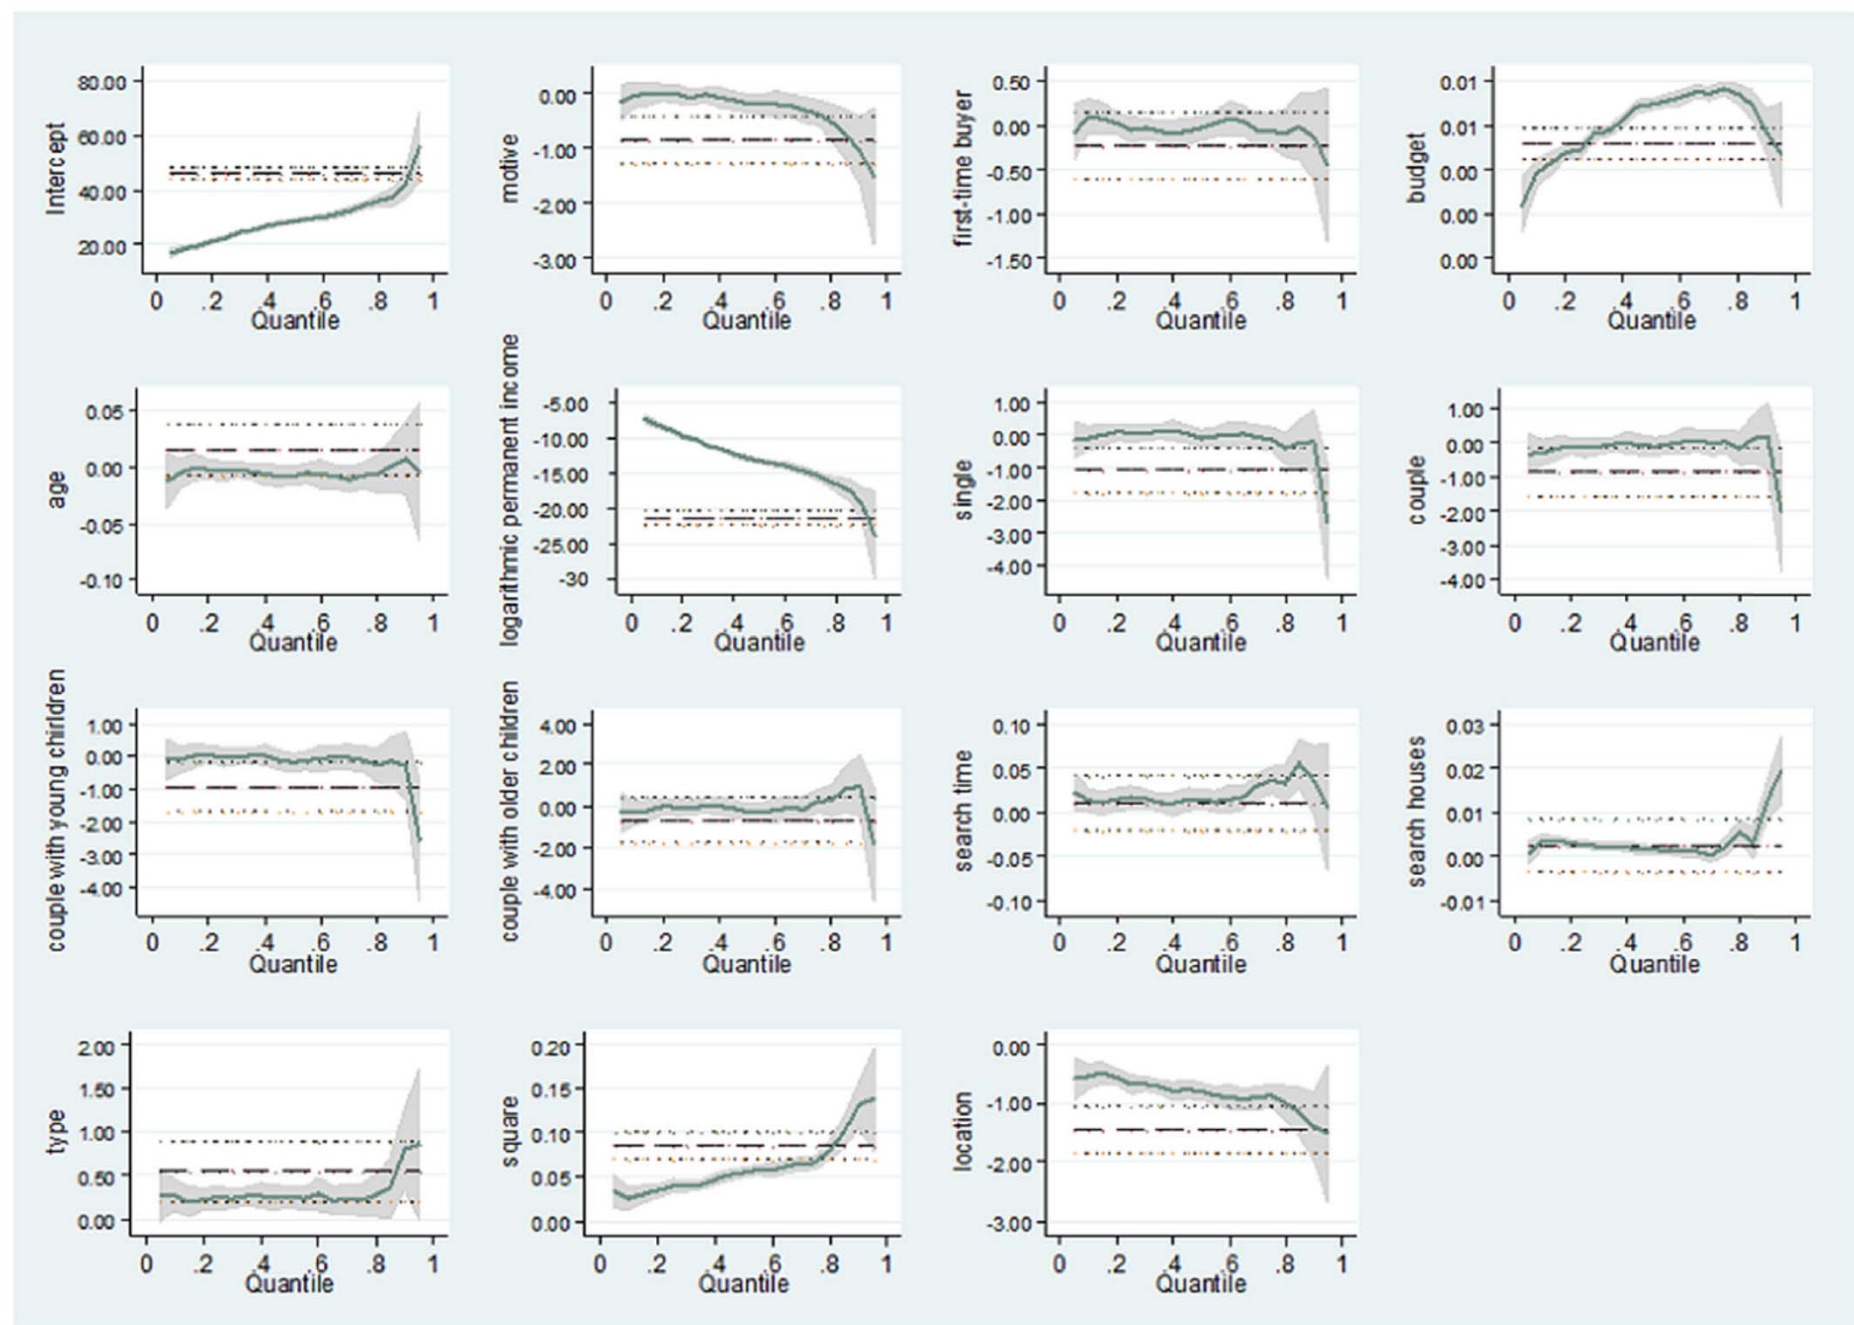 Intercept
80.00
60.00
40.00
20.00
0 .2 .4 .6 .8 1
Quantile
motive
0.00
-1.00
-2.00
-3.00
0 .2 .4 .6 .8 1
Quantile
first-time buyer
0.50
0.00
-0.50
-1.00
-1.50
0 .2 .4 .6 .8 1
Quantile
budget
0.01
0.01
0.00
0.00
0.00
0 .2 .4 .6 .8 1
Quantile
age
0.05
0.00
-0.05
-0.10
0 .2 .4 .6 .8 1
Quantile
logarithmic permanent income
-5.00
-10.00
-15.00
-20.00
-25.00
-30
0 .2 .4 .6 .8 1
Quantile
single
1.00
0.00
-1.00
-2.00
-3.00
-4.00
0 .2 .4 .6 .8 1
Quantile
couple
1.00
0.00
-1.00
-2.00
-3.00
-4.00
0 .2 .4 .6 .8 1
Quantile
couple with young chirldren
1.00
0.00
-1.00
-2.00
-3.00
-4.00
0 .2 .4 .6 .8 1
Quantile
couple with older children
4.00
2.00
0.00
-2.00
-4.00
0 .2 .4 .6 .8 1
Quantile
search time
0.10
0.05
0.00
-0.05
-0.10
0 .2 .4 .6 .8 1
Quantile
search houses
0.03
0.02
0.01
0.00
-0.01
0 .2 .4 .6 .8 1
Quantile
type
2.00
1.50
1.00
0.50
0.00
0 .2 .4 .6 .8 1
Quantile
square
0.20
0.15
0.10
0.05
0.00
0 .2 .4 .6 .8 1
Quantile
location
0.00
-1.00
-2.00
-3.00
0 .2 .4 .6 .8 1
Quantile